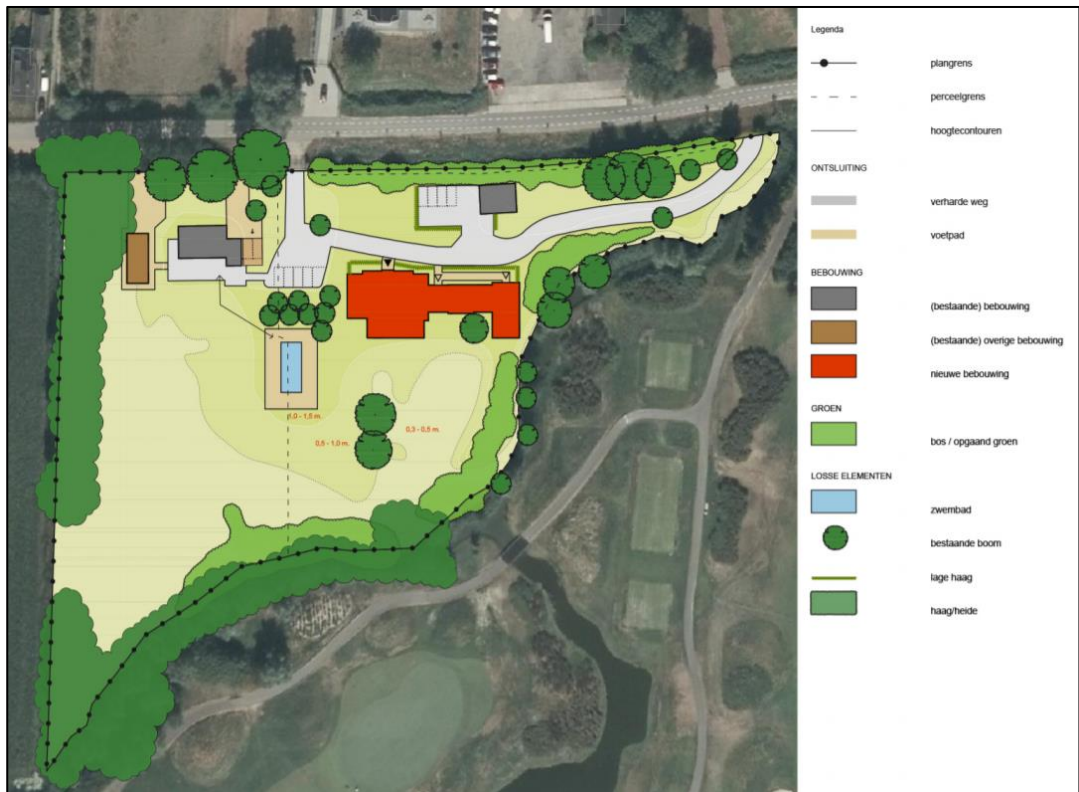 Legenda
plangrens
perceelgrens
hoogtecontouren
ONTSLUITING
verharde weg
voetpad
BEBOUWING
(bestaande) bebouwing
(bestaande) overige bebouwing
nieuwe bebouwing
GROEN
bos / opgaand groen
LOSSE ELEMENTEN
zwembad
bestaande boom
lage haag
haag/heide
1,0 - 1,5 m.
0,5 - 1,0 m.
0,3 - 0,5 m.